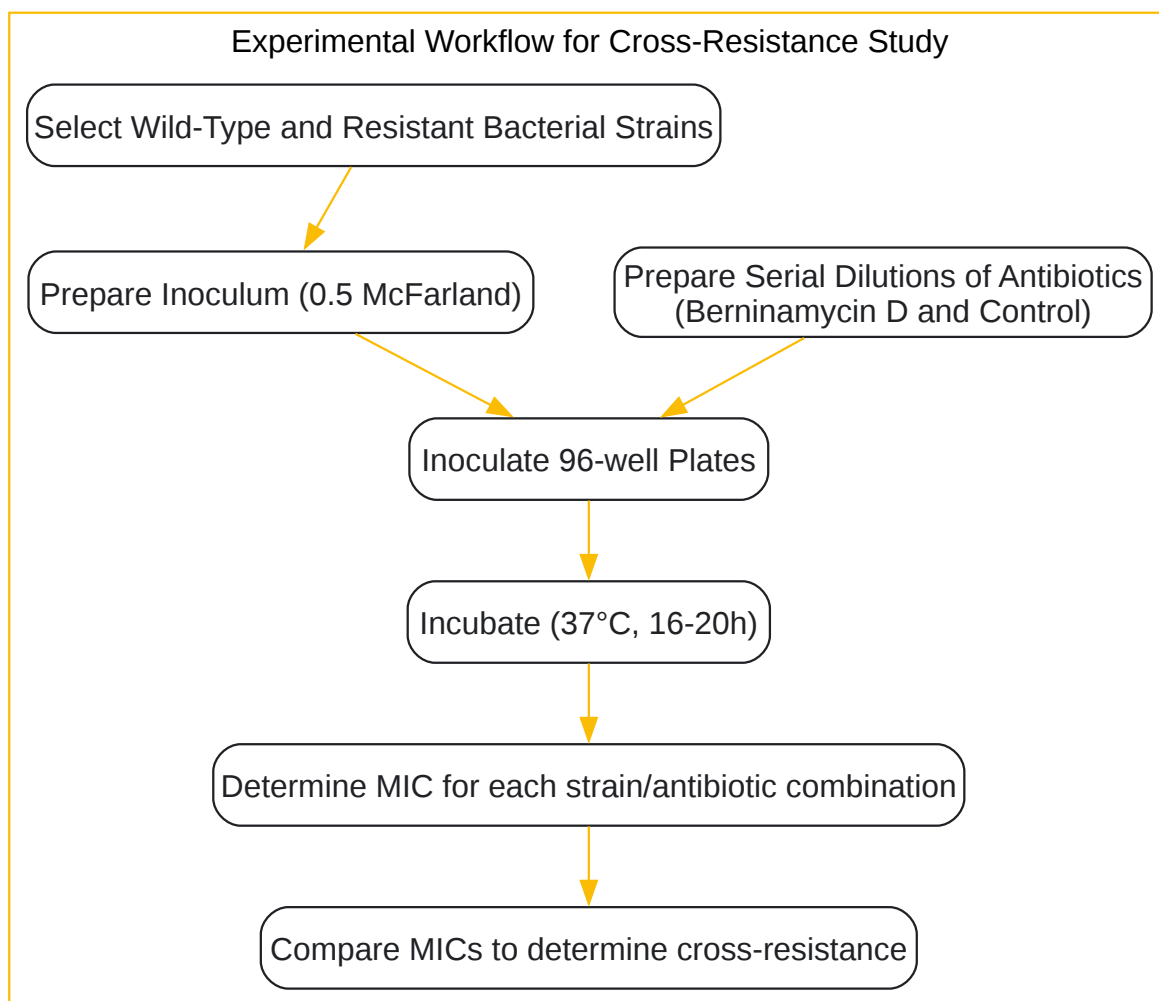 Experimental Workflow for Cross-Resistance Study
Select Wild-Type and Resistant Bacterial Strains
Prepare Inoculum (0.5 McFarland)
Prepare Serial Dilutions of Antibiotics
(Berninamycin D and Control)
Inoculate 96-well Plates
Incubate (37°C, 16-20h)
Determine MIC for each strain/antibiotic combination
Compare MICs to determine cross-resistance